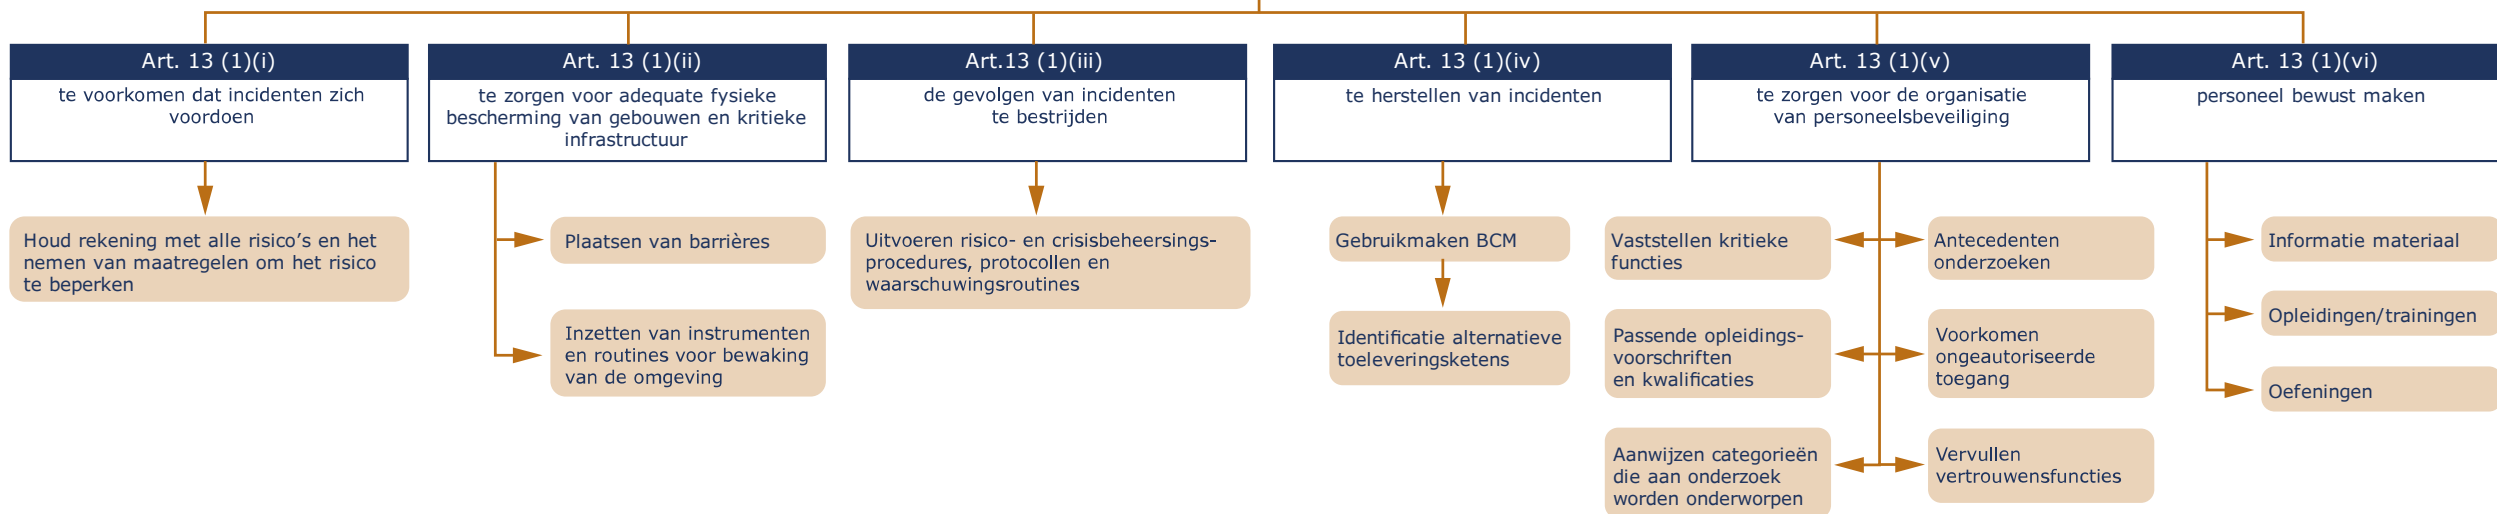 Art. 13 (1)(i)
te voorkomen dat incidenten zich
voordoen
Houd rekening met alle risico's en het
nemen van maatregelen om het risico
te beperken
Art. 13 (1)(ii)
te zorgen voor adequate fysieke
bescherming van gebouwen en kritieke
infrastructuur
Plaatsen van barrières
Inzetten van instrumenten
en routines voor bewaking
van de omgeving
Art.13 (1)(iii)
de gevolgen van incidenten
te bestrijden
Uitvoeren risico- en crisisbeheersings-
procedures, protocollen en
waarschuwingsroutines
Art. 13 (1)(iv)
te herstellen van incidenten
Gebruikmaken BCM
Identificatie alternatieve
toeleveringsketens
Art. 13 (1)(v)
te zorgen voor de organisatie
van personeelsbeveiliging
Vaststellen kritieke
functies
Antecedenten
onderzoeken
Passende opleidings-
voorschriften
en kwalificaties
Voorkomen
ongeautoriseerde
toegang
Aanwijzen categorieën
die aan onderzoek
worden onderworpen
Vervullen
vertrouwensfuncties
Art. 13 (1)(vi)
personeel bewust maken
Informatie materiaal
Opleidingen/trainingen
Oefeningen